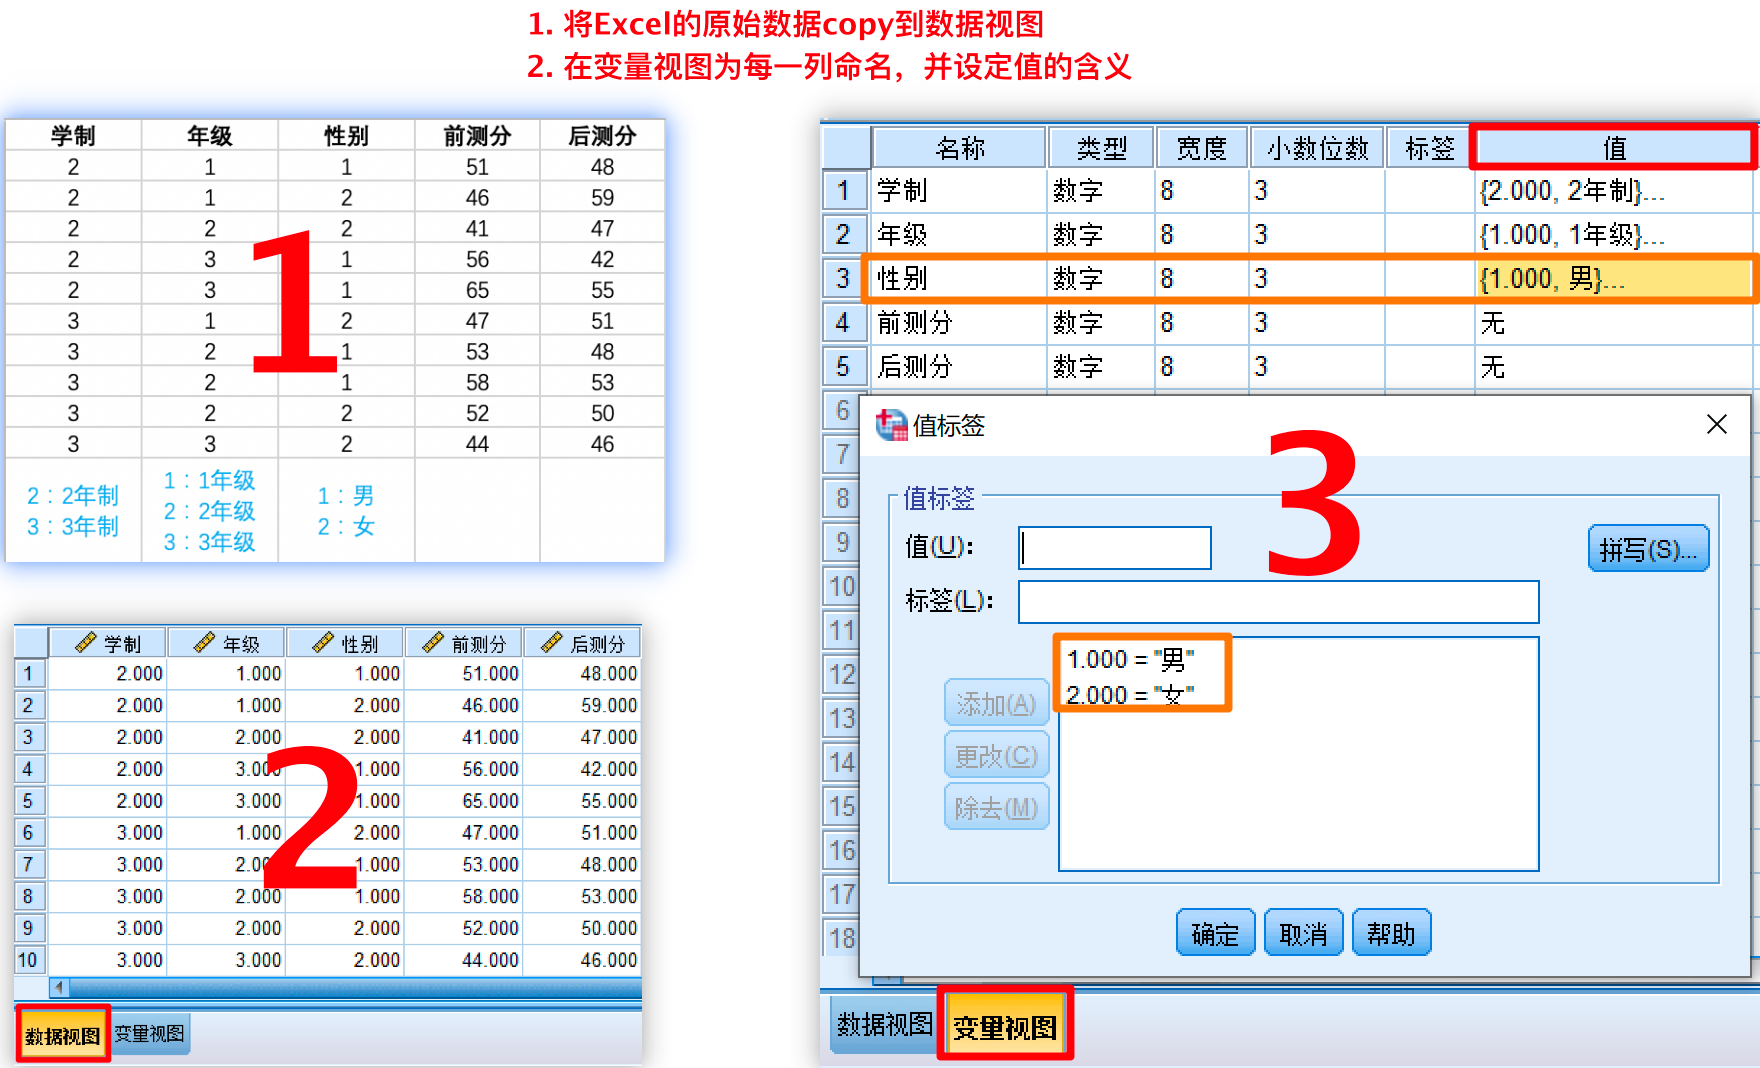 1. 将Excel的原始数据copy到数据视图
2. 在变量视图为每一列命名，并设定值的含义
学制 年级 性别 前测分 后测分
2 1 1 51 48
2 1 2 46 59
2 2 2 41 47
2 3 1 56 42
2 3 1 65 55
3 1 2 47 51
3 2 1 53 48
3 2 1 58 53
3 2 2 52 50
3 3 2 44 46
2：2年制
3：3年制
1：1年级
2：2年级
3：3年级
1：男
2：女
1
学制 年级 性别 前测分 后测分
1 2.000 1.000 1.000 51.000 48.000
2 2.000 1.000 2.000 46.000 59.000
3 2.000 2.000 2.000 41.000 47.000
4 2.000 3.000 1.000 56.000 42.000
5 2.000 3.000 1.000 65.000 55.000
6 3.000 1.000 2.000 47.000 51.000
7 3.000 2.000 1.000 53.000 48.000
8 3.000 2.000 1.000 58.000 53.000
9 3.000 2.000 2.000 52.000 50.000
10 3.000 3.000 2.000 44.000 46.000
2
数据视图 变量视图
名称 类型 宽度 小数位数 标签 值
1 学制 数字 8 3 {2.000, 2年制}...
2 年级 数字 8 3 {1.000, 1年级}...
3 性别 数字 8 3 {1.000, 男}...
4 前测分 数字 8 3 无
5 后测分 数字 8 3 无
6
7
8
9
10
11
12
13
14
15
16
17
18
值标签
3
值标签
值(U)：
拼写(S)...
标签(L)：
1.000 = "男"
2.000 = "女"
添加(A)
更改(C)
除去(M)
确定 取消 帮助
数据视图 变量视图